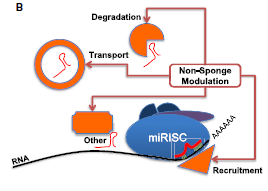 B
Degradation
Transport
Non-Sponge
Modulation
Other
miRISC
AAAAAA
RNA
Recruitment